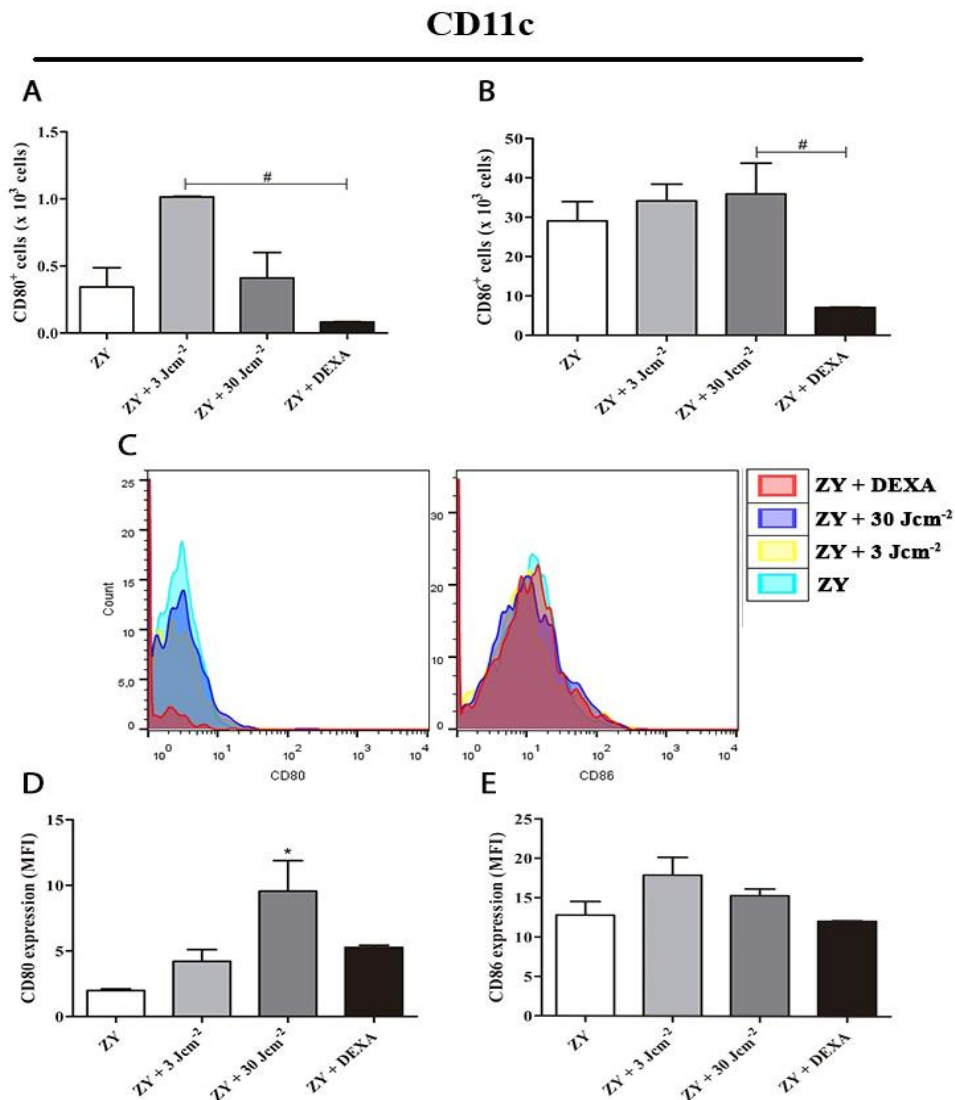 CD11c
A
CD80⁺ cells (x 10³ cells)
1.5
1.0
0.5
0.0
#
ZY
ZY + 3 Jcm⁻²
ZY + 30 Jcm⁻²
ZY + DEXA
B
CD86⁺ cells (x 10³ cells)
50
40
30
20
10
0
#
ZY
ZY + 3 Jcm⁻²
ZY + 30 Jcm⁻²
ZY + DEXA
C
Count
25
20
15
10
5,0
0
10⁰ 10¹ 10² 10³ 10⁴
CD80
30
20
10
0
10⁰ 10¹ 10² 10³ 10⁴
CD86
ZY + DEXA
ZY + 30 Jcm⁻²
ZY + 3 Jcm⁻²
ZY
D
CD80 expression (MFI)
15
10
5
0
*
ZY
ZY + 3 Jcm⁻²
ZY + 30 Jcm⁻²
ZY + DEXA
E
CD86 expression (MFI)
25
20
15
10
5
0
ZY
ZY + 3 Jcm⁻²
ZY + 30 Jcm⁻²
ZY + DEXA